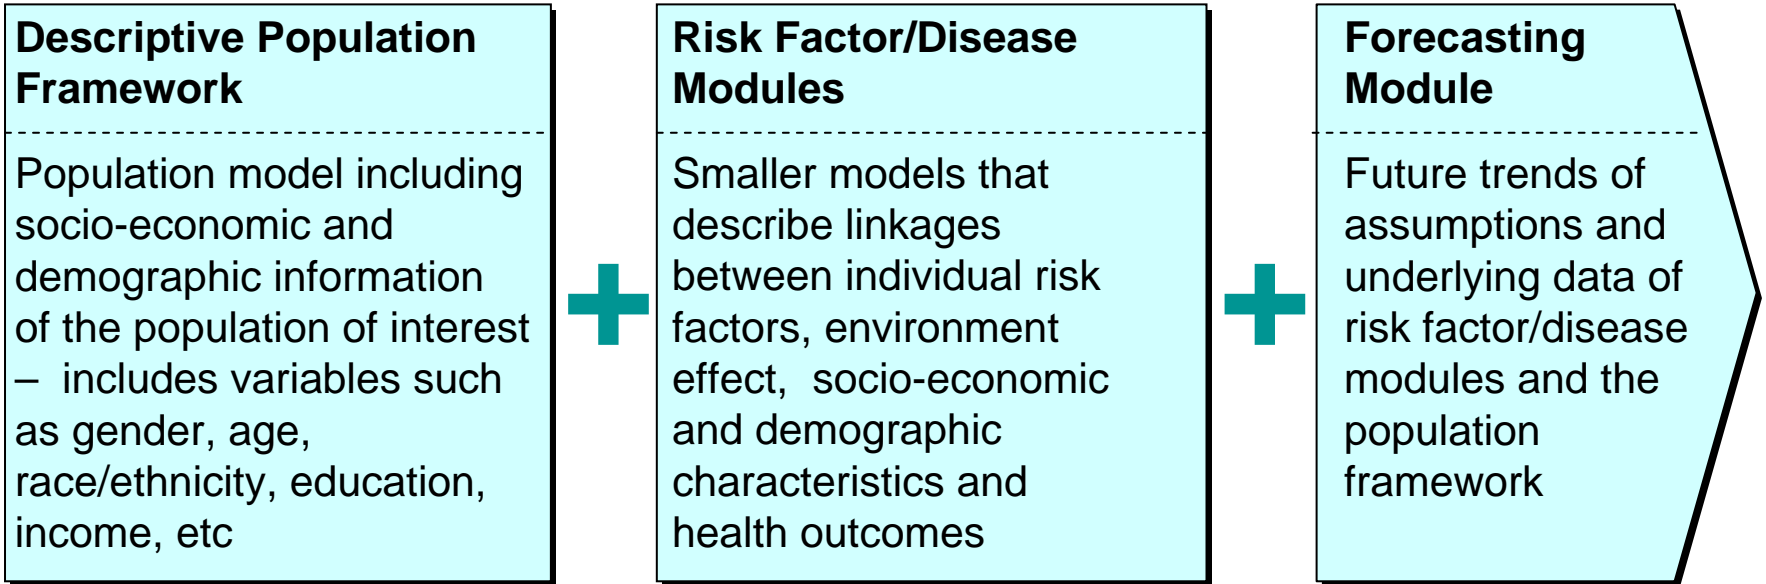 Descriptive Population
Framework
Population model including
socio-economic and
demographic information
of the population of interest
–  includes variables such
as gender, age,
race/ethnicity, education,
income, etc
Risk Factor/Disease
Modules
Smaller models that
describe linkages
between individual risk
factors, environment
effect,  socio-economic
and demographic
characteristics and
health outcomes
Forecasting
Module
Future trends of
assumptions and
underlying data of
risk factor/disease
modules and the
population
framework